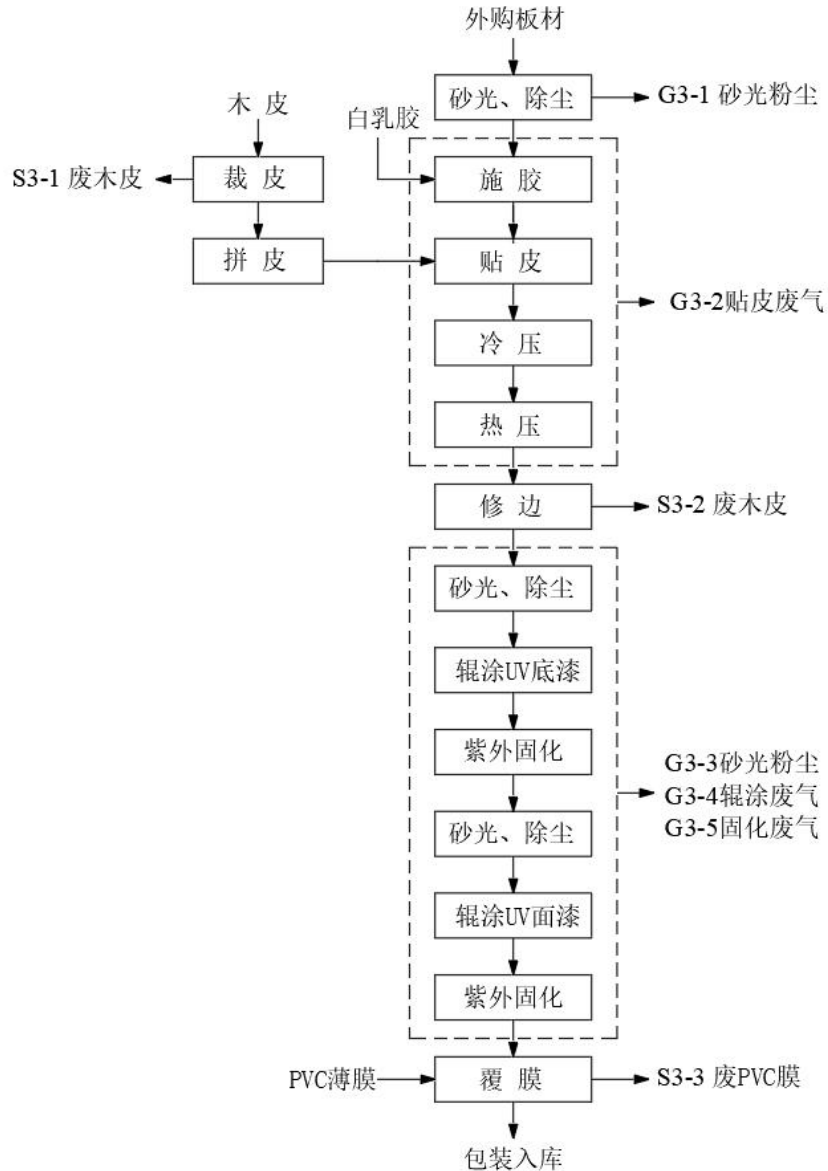 外购板材
砂光、除尘
G3-1 砂光粉尘
木 皮
白乳胶
S3-1 废木皮
裁 皮
施 胶
拼 皮
贴 皮
G3-2贴皮废气
冷 压
热 压
修 边
S3-2 废木皮
砂光、除尘
辊涂UV底漆
紫外固化
G3-3砂光粉尘
G3-4辊涂废气
G3-5固化废气
砂光、除尘
辊涂UV面漆
紫外固化
PVC薄膜
覆 膜
S3-3 废PVC膜
包装入库